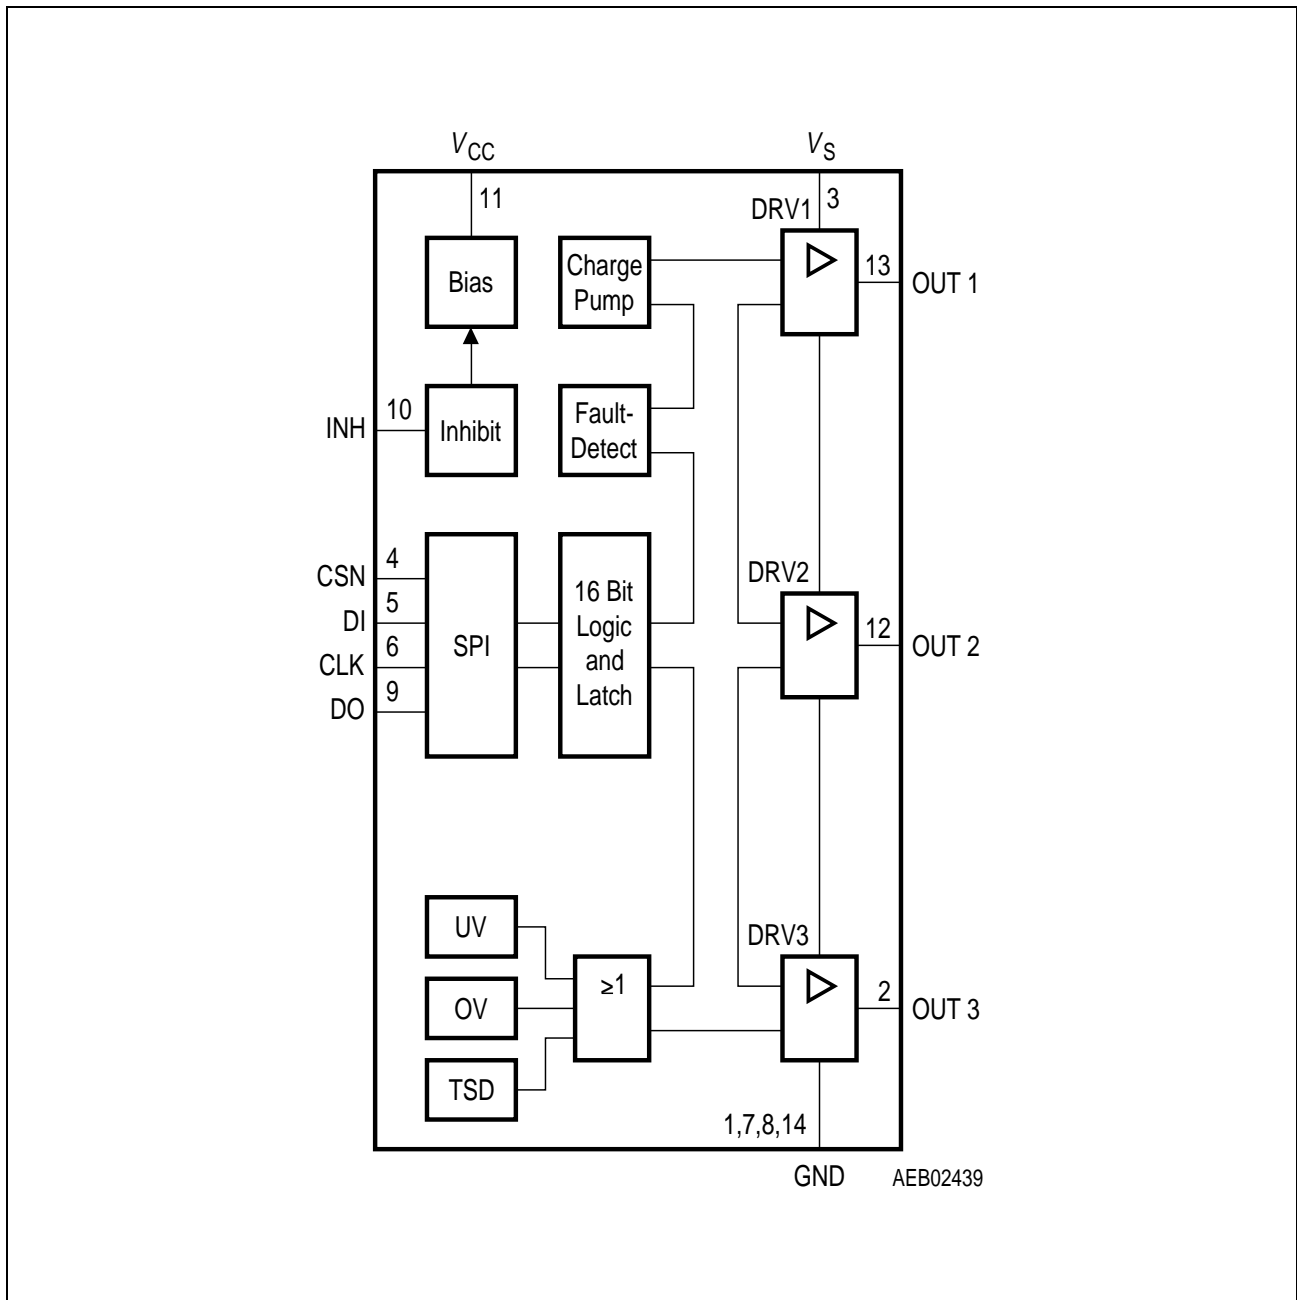 VCC
VS
11
3
DRV1
Bias
Charge
Pump
13
OUT 1
INH
10
Inhibit
Fault-
Detect
CSN
4
DI
5
CLK
6
DO
9
SPI
16 Bit
Logic
and
Latch
DRV2
12
OUT 2
UV
OV
TSD
≥1
DRV3
2
OUT 3
1,7,8,14
GND
AEB02439